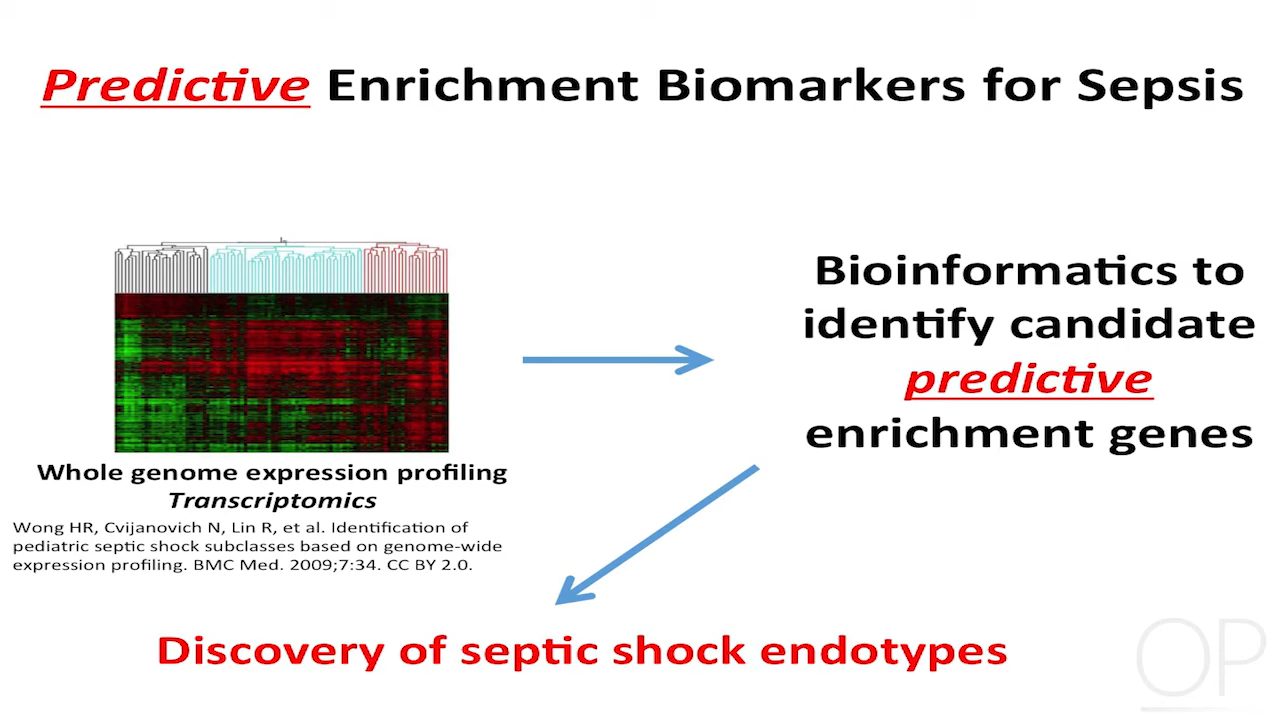 Predictive Enrichment Biomarkers for Sepsis
Bioinformatics to
identify candidate
predictive
enrichment genes
Whole genome expression profiling
Transcriptomics
Wong HR, Cvijanovich N, Lin R, et al. Identification of
pediatric septic shock subclasses based on genome-wide
expression profiling. BMC Med. 2009;7:34. CC BY 2.0.
Discovery of septic shock endotypes
OP